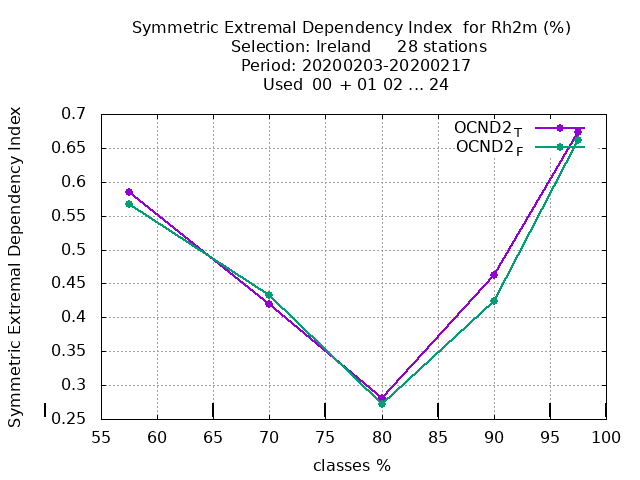 Symmetric Extremal Dependency Index for Rh2m (%)
Selection: Ireland 28 stations
Period: 20200203-20200217
Used 00 + 01 02 ... 24
Symmetric Extremal Dependency Index
0.7
0.65
0.6
0.55
0.5
0.45
0.4
0.35
0.3
0.25
OCND2T
OCND2F
55 60 65 70 75 80 85 90 95 100
classes %